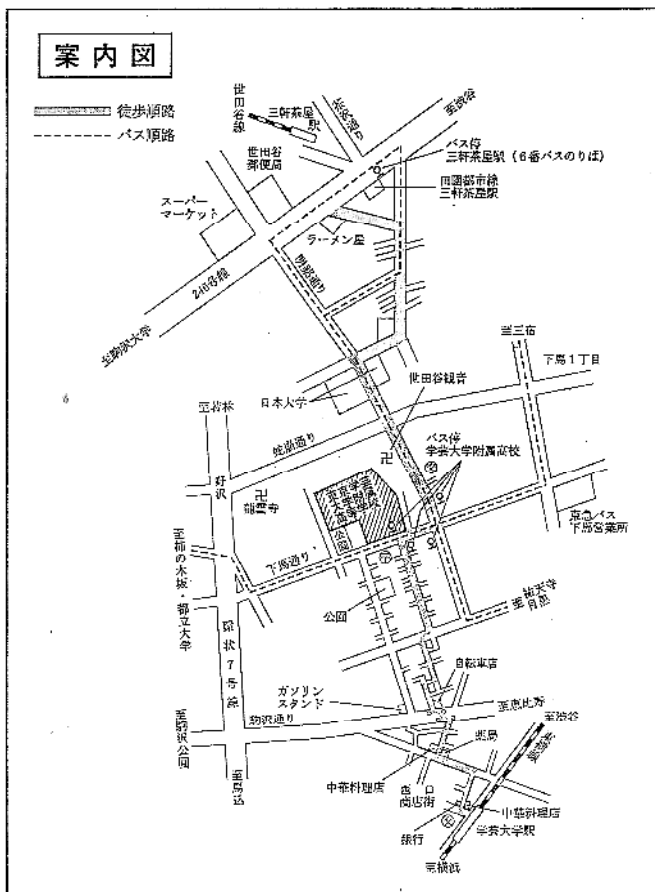 案内図
徒歩順路
バス順路
世田谷線
三軒茶屋駅
至渋谷
バス停
三軒茶屋駅（6番バスのりば）
世田谷
郵便局
田園都市線
三軒茶屋駅
スーパー
マーケット
ラーメン屋
明薬通り
246号線
至駒沢大学
至三宿
下馬1丁目
世田谷観音
日本大学
至若林
蛇崩通り
バス停
学芸大学附属高校
野沢
龍雲寺
東京学芸
大学附属
高等学校
公園
京急バス
下馬営業所
下馬通り
至柿の木坂・都立大学
公園
至祐天寺
目黒
環状7号線
自転車店
ガソリン
スタンド
駒沢通り
至恵比寿
至渋谷
至駒沢公園
薬局
東横線
至馬込
中華料理店
西口
商店街
中華料理店
学芸大学駅
銀行
至横浜